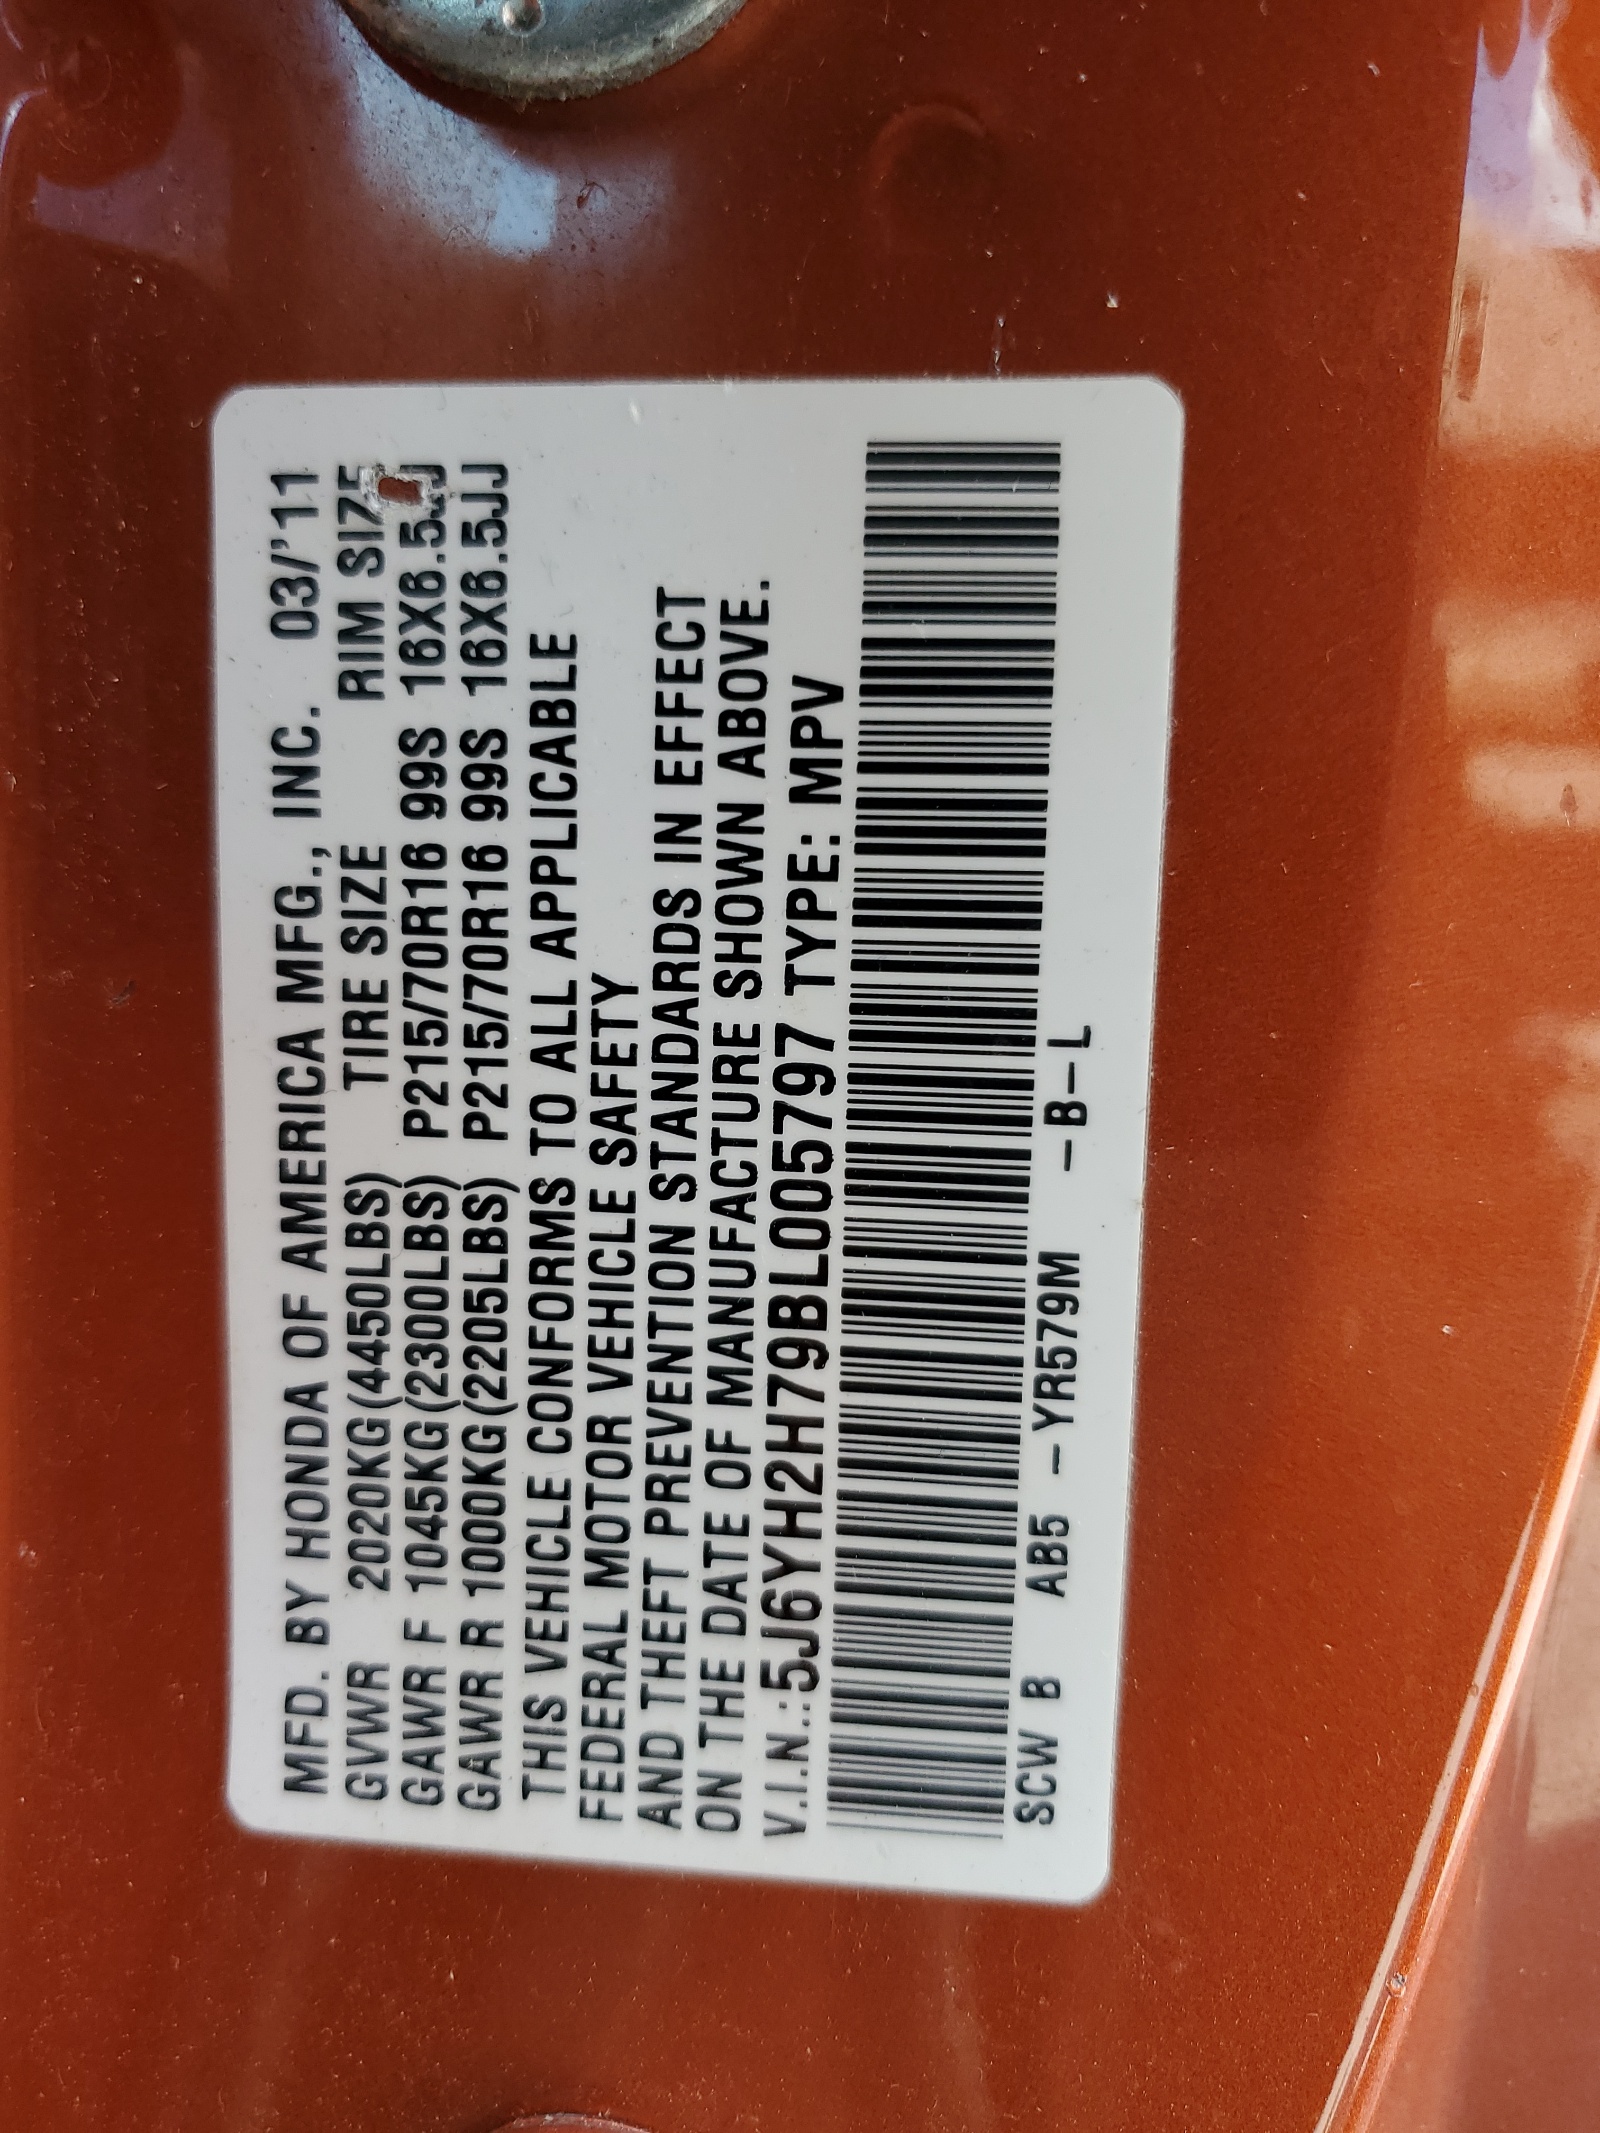 MFD. BY HONDA OF AMERICA MFG., INC. 03/'11
GVWR 2020KG(4450LBS) TIRE SIZE RIM SIZE
GAWR F 1045KG(2300LBS) P215/70R16 99S 16X6.5JJ
GAWR R 1000KG(2205LBS) P215/70R16 99S 16X6.5JJ
THIS VEHICLE CONFORMS TO ALL APPLICABLE
FEDERAL MOTOR VEHICLE SAFETY
AND THEFT PREVENTION STANDARDS IN EFFECT
ON THE DATE OF MANUFACTURE SHOWN ABOVE.
V.I.N.:5J6YH2H79BL005797 TYPE: MPV
SCW B AB5 -YR579M -B-L